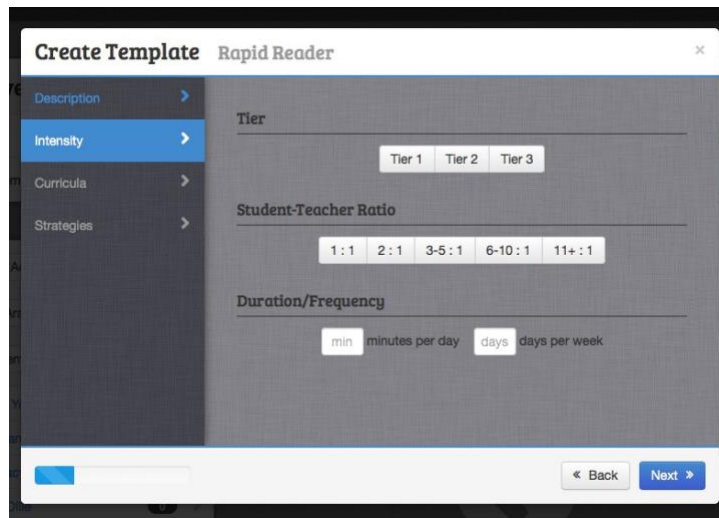 Create Template Rapid Reader ×
Description
Intensity
Curricula
Strategies
Tier
Tier 1 Tier 2 Tier 3
Student-Teacher Ratio
1 : 1 2 : 1 3-5 : 1 6-10 : 1 11+ : 1
Duration/Frequency
min minutes per day days days per week
« Back Next »